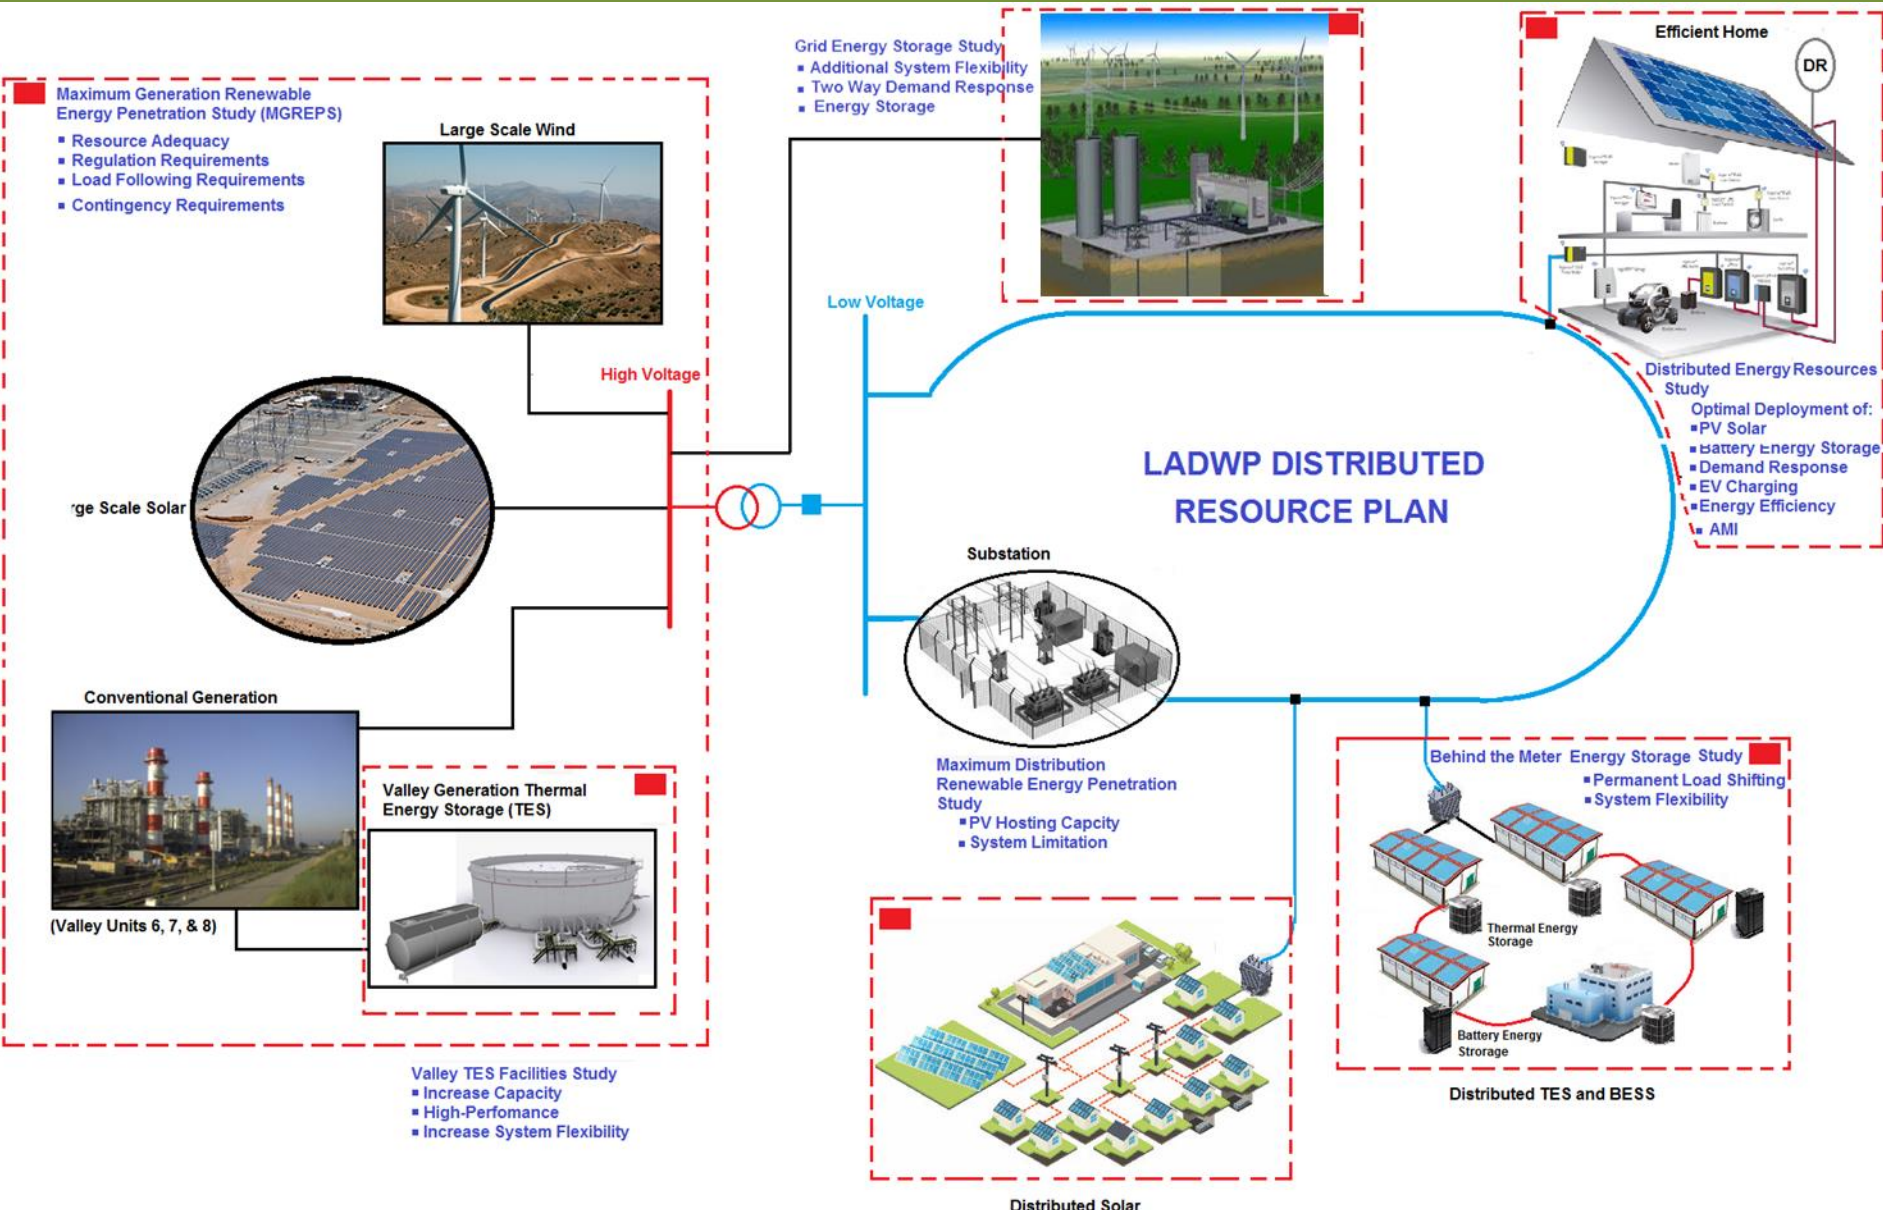 Maximum Generation Renewable
Energy Penetration Study (MGREPS)
▪ Resource Adequacy
▪ Regulation Requirements
▪ Load Following Requirements
▪ Contingency Requirements
Large Scale Wind
High Voltage
rge Scale Solar
Conventional Generation
(Valley Units 6, 7, & 8)
Valley Generation Thermal
Energy Storage (TES)
Valley TES Facilities Study
▪ Increase Capacity
▪ High-Perfomance
▪ Increase System Flexibility
Grid Energy Storage Study
▪ Additional System Flexibility
▪ Two Way Demand Response
▪ Energy Storage
Low Voltage
LADWP DISTRIBUTED
RESOURCE PLAN
Substation
Maximum Distribution
Renewable Energy Penetration
Study
▪ PV Hosting Capcity
▪ System Limitation
Distributed Solar
Efficient Home
DR
Distributed Energy Resources
Study
Optimal Deployment of:
▪ PV Solar
▪ Battery Energy Storage
▪ Demand Response
▪ EV Charging
▪ Energy Efficiency
▪ AMI
Behind the Meter Energy Storage Study
▪ Permanent Load Shifting
▪ System Flexibility
Thermal Energy
Storage
Battery Energy
Strorage
Distributed TES and BESS